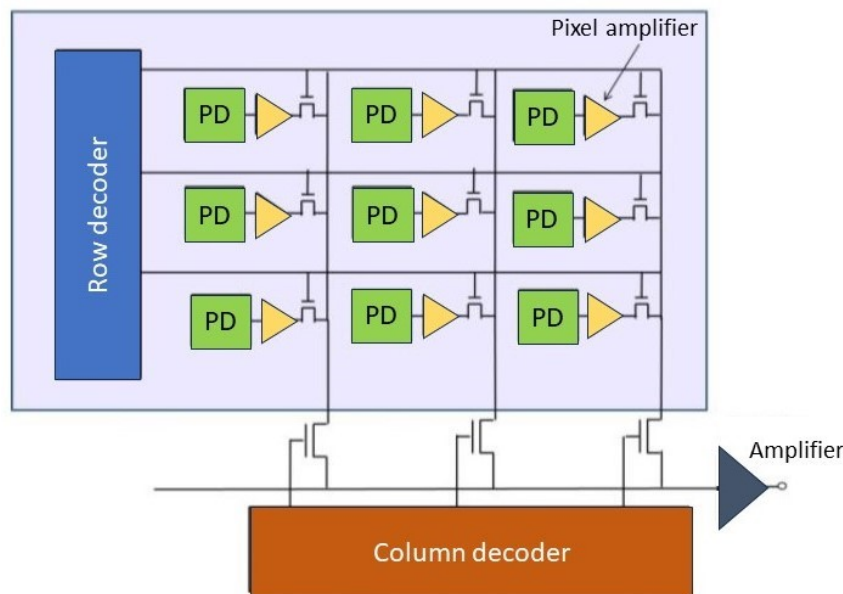 Pixel amplifier
PD
PD
PD
PD
PD
PD
PD
PD
PD
Row decoder
Amplifier
Column decoder